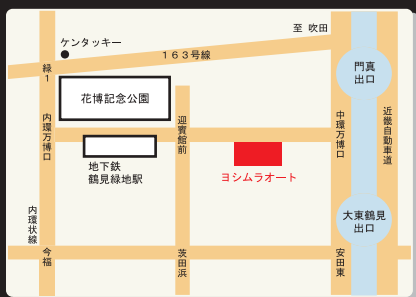 至 吹田
ケンタッキー
163号線
緑1
門真
出口
花博記念公園
内環万博口
迎賓館前
中環万博口
近畿自動車道
地下鉄
鶴見緑地駅
ヨシムラオート
内環状線
大東鶴見
出口
今福
茨田浜
安田東